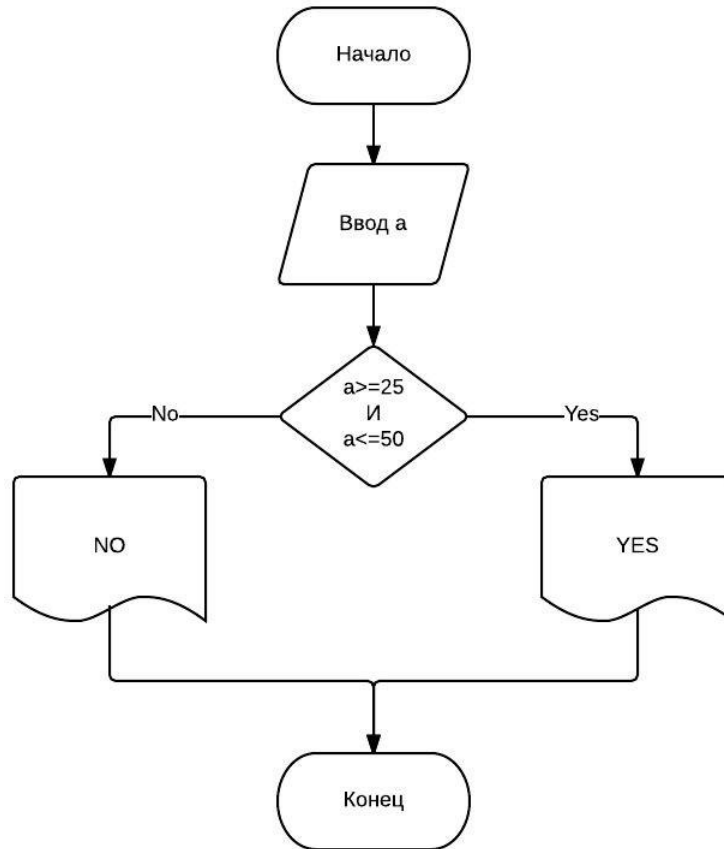 Начало
Ввод a
a>=25
И
a<=50
No
Yes
NO
YES
Конец